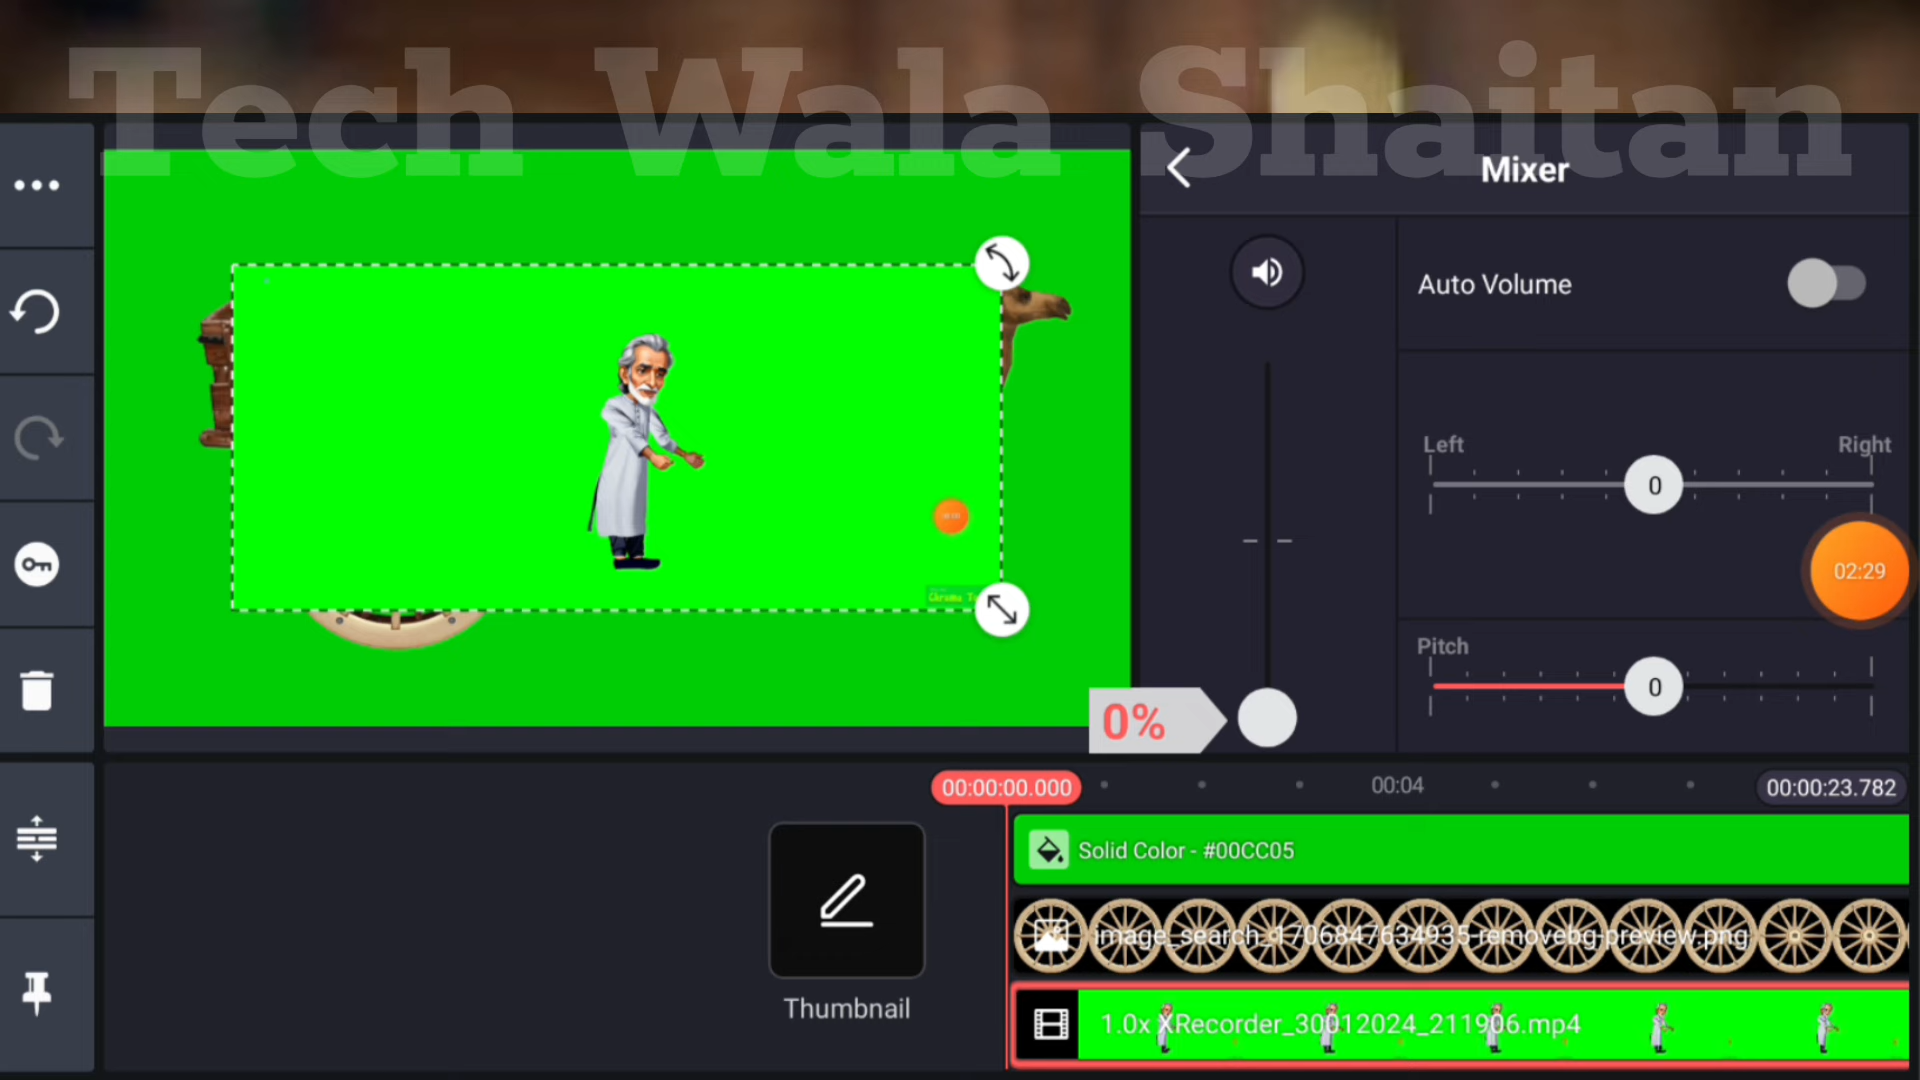 Tech Wala Shaitan
Mixer
Auto Volume
Left
Right
0
02:29
Pitch
0
0%
00:00:00.000
00:04
00:00:23.782
Solid Color - #00CC05
image_search_1706847634935-removebg-preview.png
Thumbnail
1.0x XRecorder_30012024_211906.mp4
Chroma